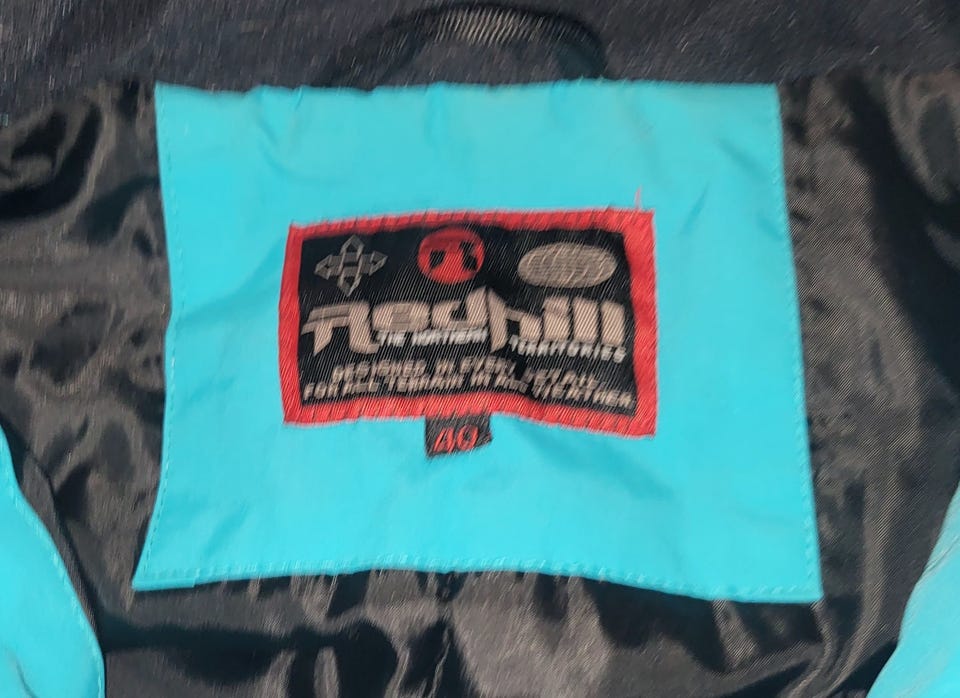 Redhill
THE NORTHERN TERRITORIES
DESIGNED IN EVERY DETAIL
FOR ALL TERRAIN IN ALL WEATHER
40